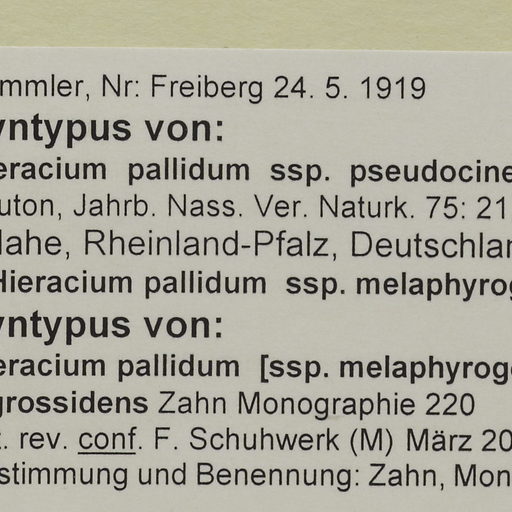 mmler, Nr: Freiberg 24. 5. 1919
yntypus von:
eracium pallidum ssp. pseudocine
uton, Jahrb. Nass. Ver. Naturk. 75: 21
Nahe, Rheinland-Pfalz, Deutschlan
Hieracium pallidum ssp. melaphyrog
yntypus von:
eracium pallidum [ssp. melaphyroge
grossidens Zahn Monographie 220
t. rev. conf. F. Schuhwerk (M) März 20
stimmung und Benennung: Zahn, Mon